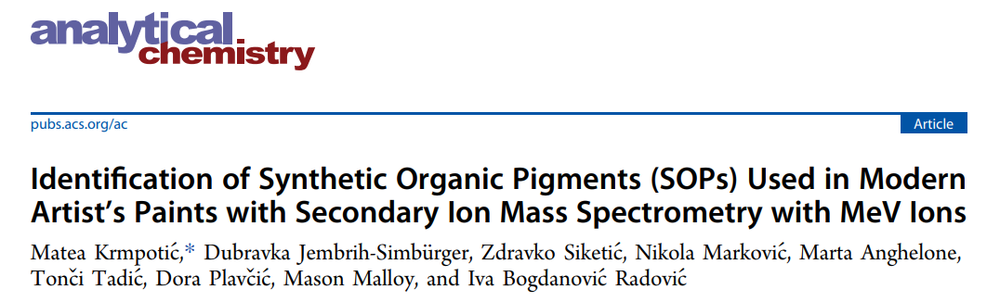 analytical
chemistry
pubs.acs.org/ac
Article
Identification of Synthetic Organic Pigments (SOPs) Used in Modern
Artist's Paints with Secondary Ion Mass Spectrometry with MeV Ions
Matea Krmpotić,* Dubravka Jembrih-Simbürger, Zdravko Siketić, Nikola Marković, Marta Anghelone,
Tonči Tadić, Dora Plavčić, Mason Malloy, and Iva Bogdanović Radović